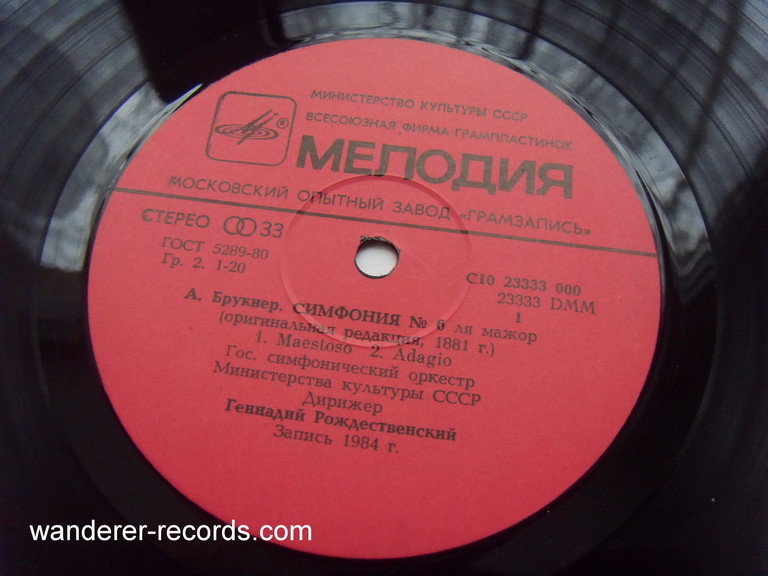 МИНИСТЕРСТВО КУЛЬТУРЫ СССР
ВСЕСОЮЗНАЯ ФИРМА ГРАМПЛАСТИНОК
МЕЛОДИЯ
МОСКОВСКИЙ ОПЫТНЫЙ ЗАВОД «ГРАМЗАПИСЬ»
СТЕРЕО 33
ГОСТ 5289-80
Гр. 2. 1-20
С10 23333 000
23333 DMM
1
А. Брукнер. СИМФОНИЯ № 6 ля мажор
(оригинальная редакция, 1881 г.)
1. Maestoso 2. Adagio
Гос. симфонический оркестр
Министерства культуры СССР
Дирижер
Геннадий Рождественский
Запись 1984 г.
wanderer-records.com